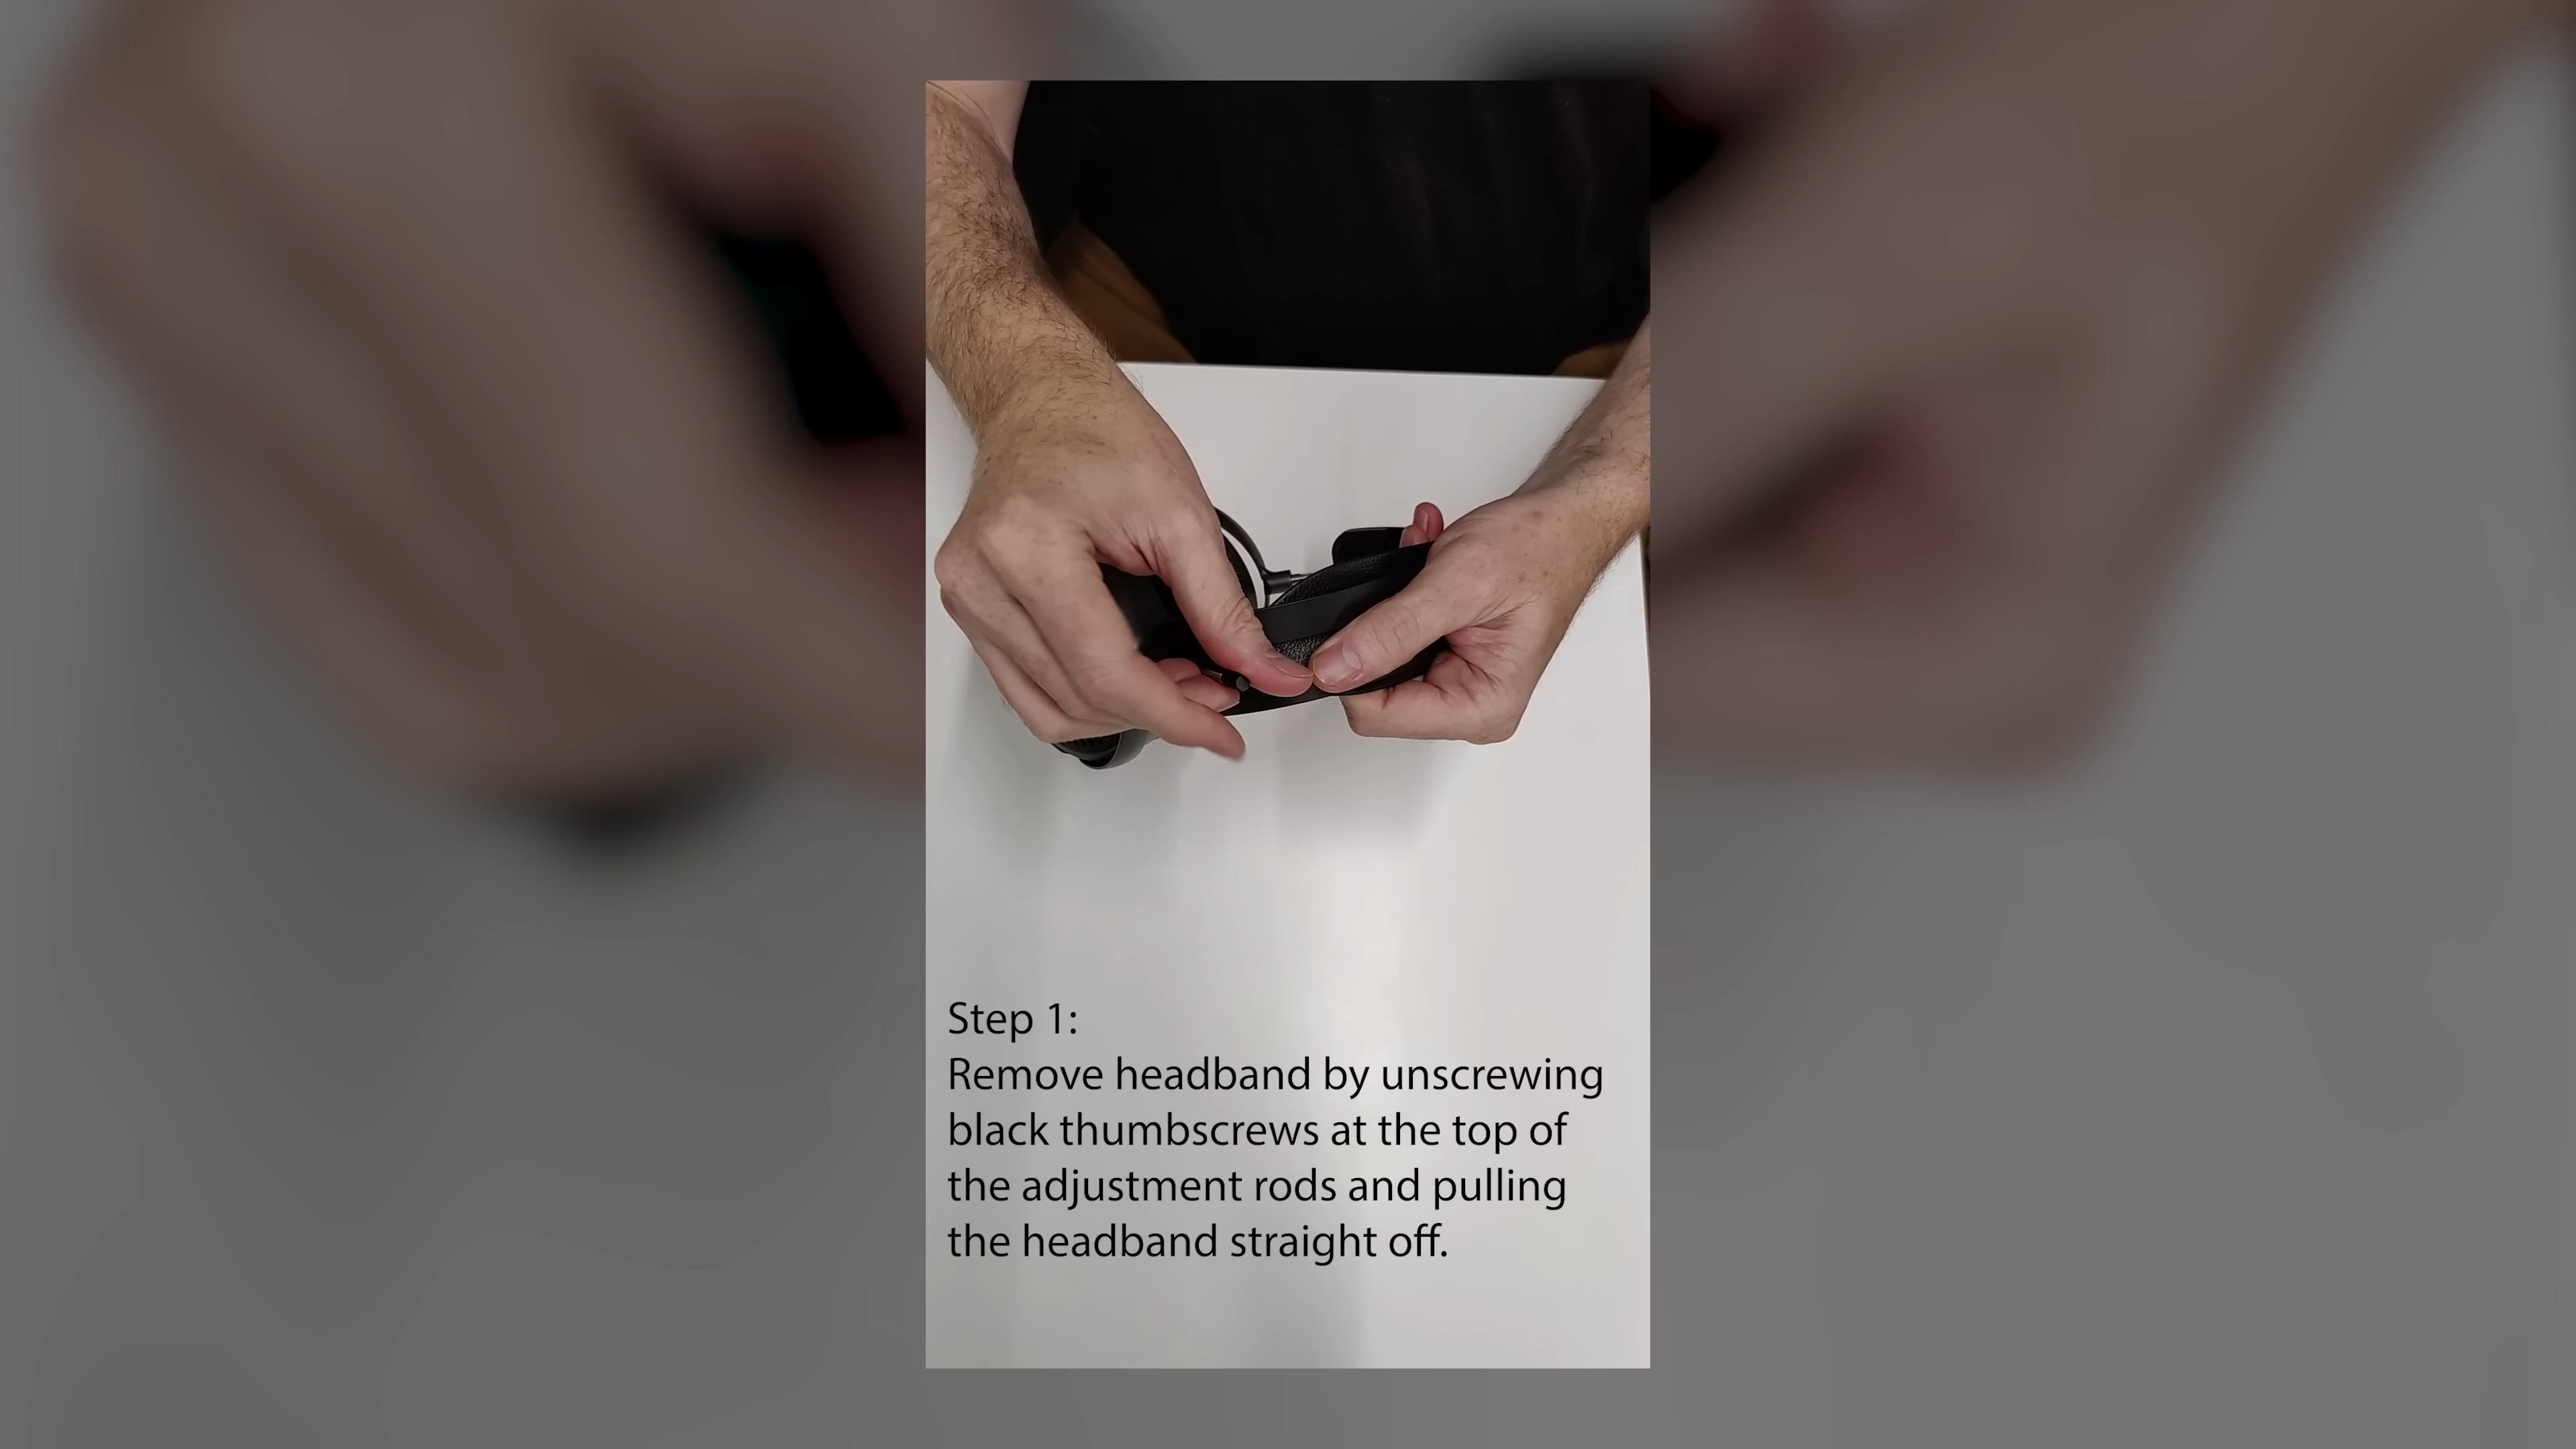 Step 1:
Remove headband by unscrewing
black thumbscrews at the top of
the adjustment rods and pulling
the headband straight off.